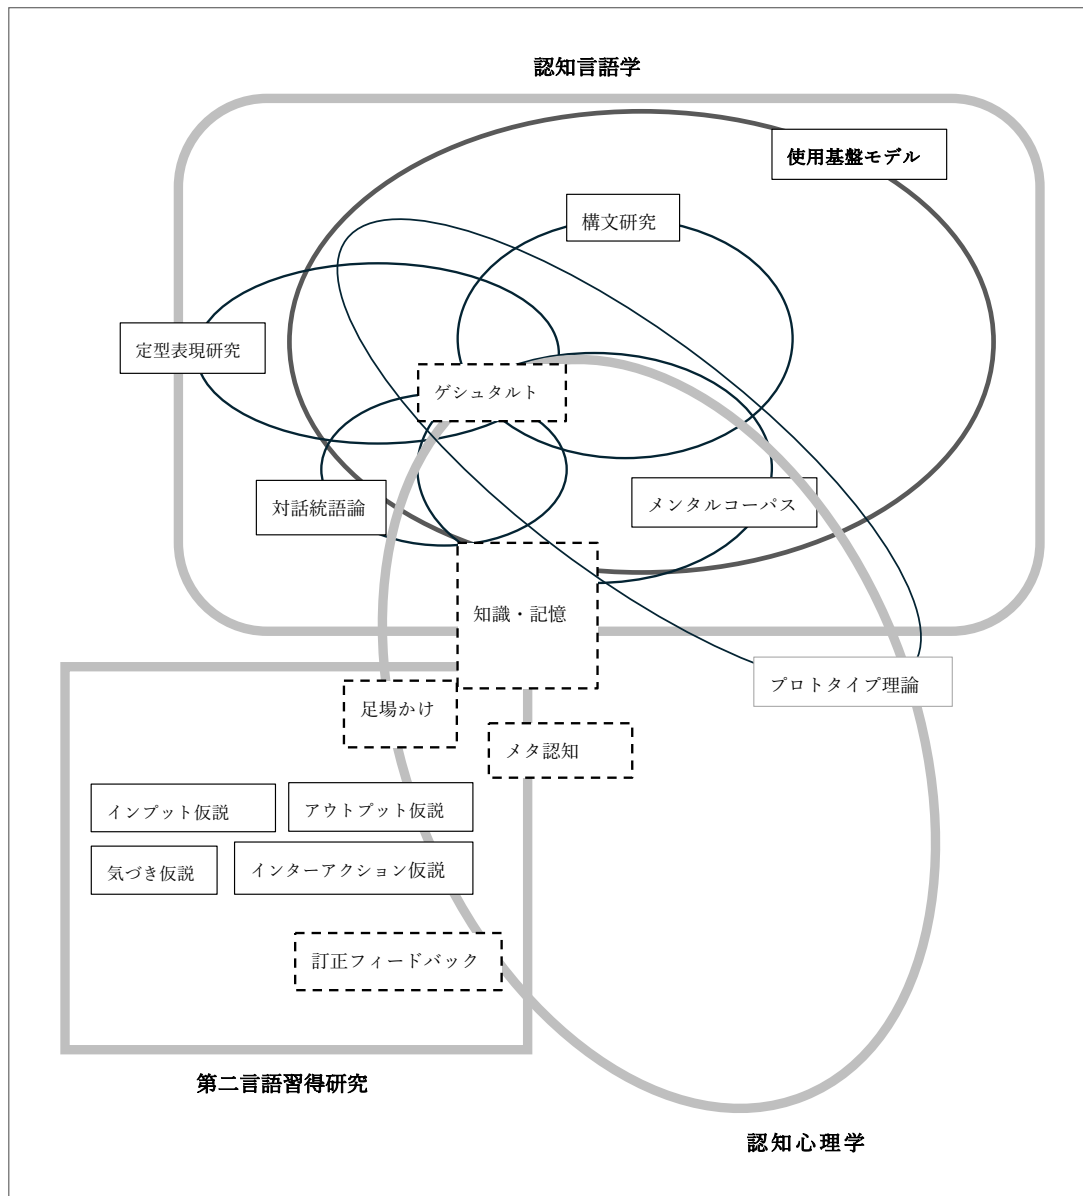 認知言語学
使用基盤モデル
構文研究
定型表現研究
ゲシュタルト
対話統語論
メンタルコーパス
知識・記憶
プロトタイプ理論
足場かけ
メタ認知
インプット仮説
アウトプット仮説
気づき仮説
インターアクション仮説
訂正フィードバック
第二言語習得研究
認知心理学